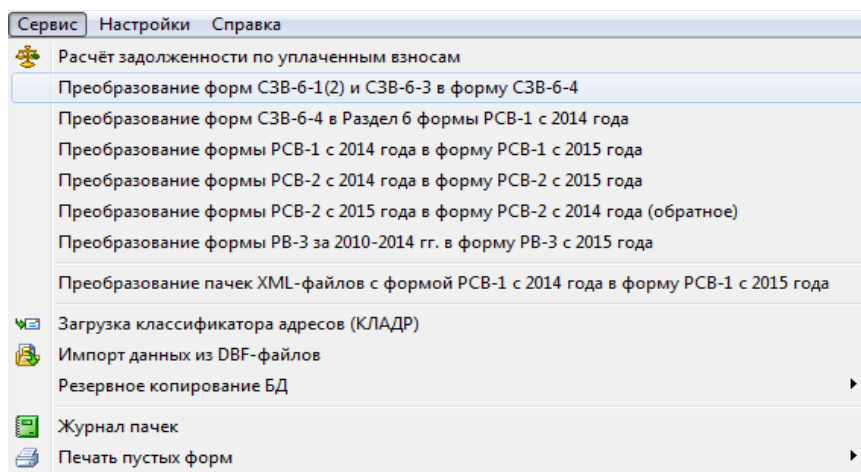 Сервис Настройки Справка
Расчёт задолженности по уплаченным взносам
Преобразование форм СЗВ-6-1(2) и СЗВ-6-3 в форму СЗВ-6-4
Преобразование форм СЗВ-6-4 в Раздел 6 формы РСВ-1 с 2014 года
Преобразование формы РСВ-1 с 2014 года в форму РСВ-1 с 2015 года
Преобразование формы РСВ-2 с 2014 года в форму РСВ-2 с 2015 года
Преобразование формы РСВ-2 с 2015 года в форму РСВ-2 с 2014 года (обратное)
Преобразование формы РВ-3 за 2010-2014 гг. в форму РВ-3 с 2015 года
Преобразование пачек XML-файлов с формой РСВ-1 с 2014 года в форму РСВ-1 с 2015 года
Загрузка классификатора адресов (КЛАДР)
Импорт данных из DBF-файлов
Резервное копирование БД
Журнал пачек
Печать пустых форм